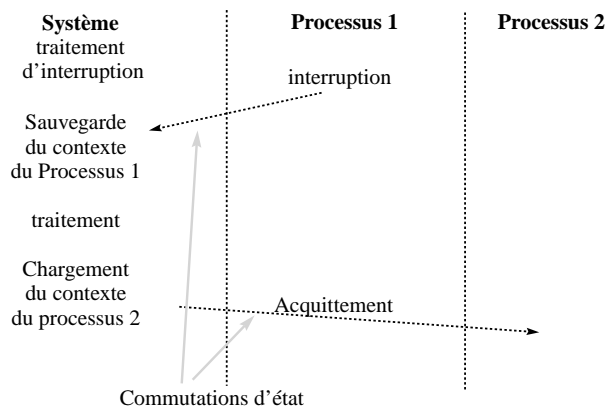 Système
traitement
d'interruption
Processus 1
Processus 2
interruption
Sauvegarde
du contexte
du Processus 1
traitement
Chargement
du contexte
du processus 2
Acquittement
Commutations d'état